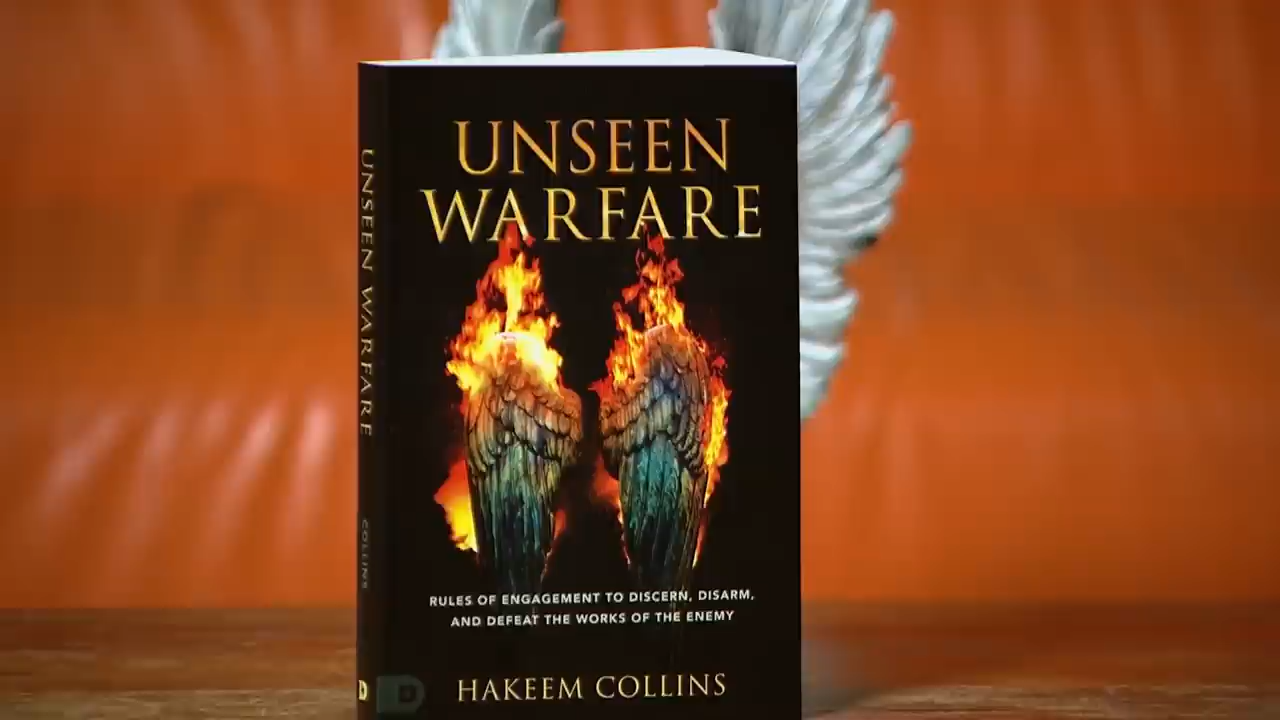 UNSEEN
WARFARE
RULES OF ENGAGEMENT TO DISCERN, DISARM,
AND DEFEAT THE WORKS OF THE ENEMY
HAKEEM COLLINS
UNSEEN WARFARE
COLLINS
D
D